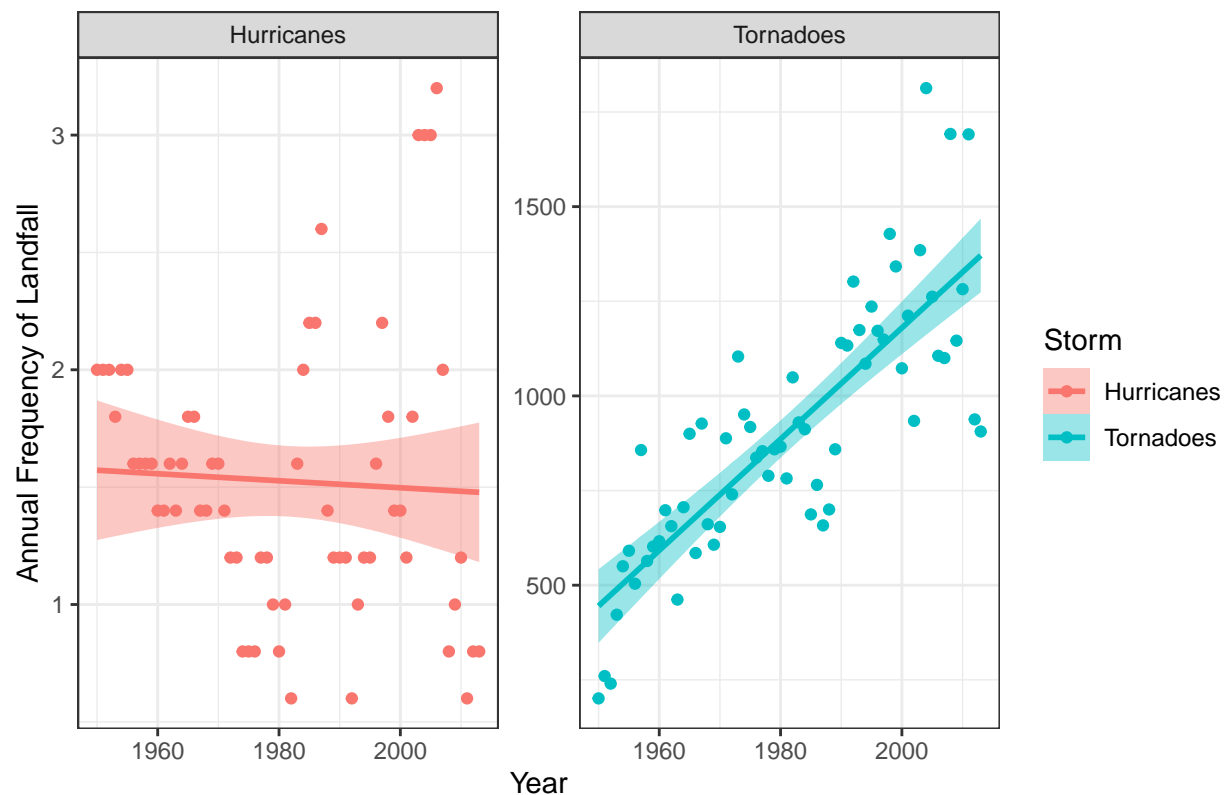 Hurricanes
Tornadoes
Annual Frequency of Landfall
3
2
1
1500
1000
500
1960
1980
2000
1960
1980
2000
Year
Storm
Hurricanes
Tornadoes